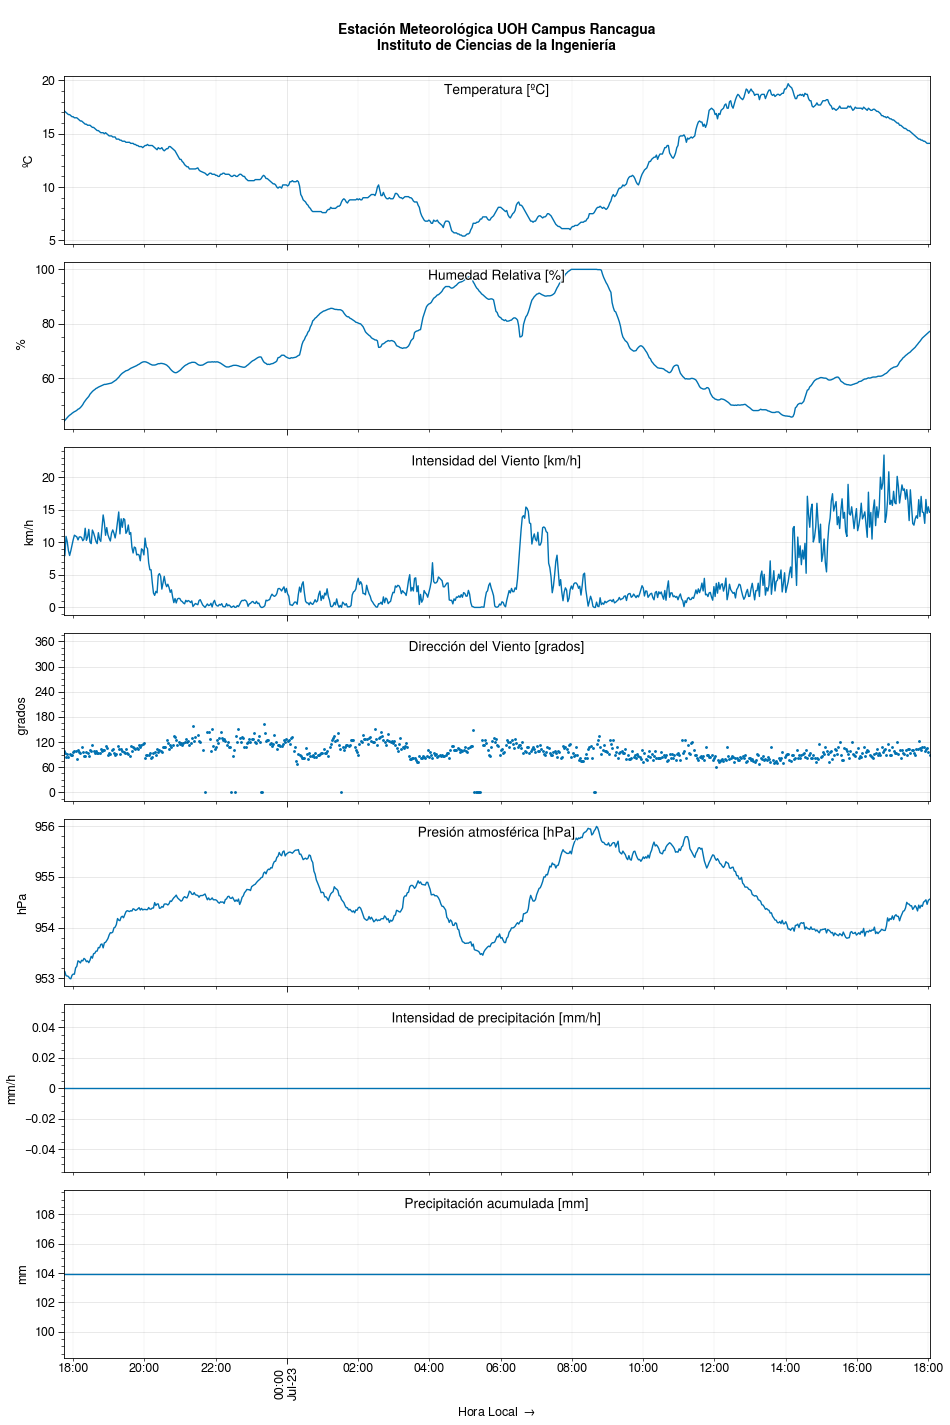 Estación Meteorológica UOH Campus Rancagua
Instituto de Ciencias de la Ingeniería
Temperatura [ºC]
ºC
20
15
10
5
Humedad Relativa [%]
%
100
80
60
Intensidad del Viento [km/h]
km/h
20
15
10
5
0
Dirección del Viento [grados]
grados
360
300
240
180
120
60
0
Presión atmosférica [hPa]
hPa
956
955
954
953
Intensidad de precipitación [mm/h]
mm/h
0.04
0.02
0
−0.02
−0.04
Precipitación acumulada [mm]
mm
108
106
104
102
100
18:00 20:00 22:00 00:00 02:00 04:00 06:00 08:00 10:00 12:00 14:00 16:00 18:00
Jul-23
Hora Local →